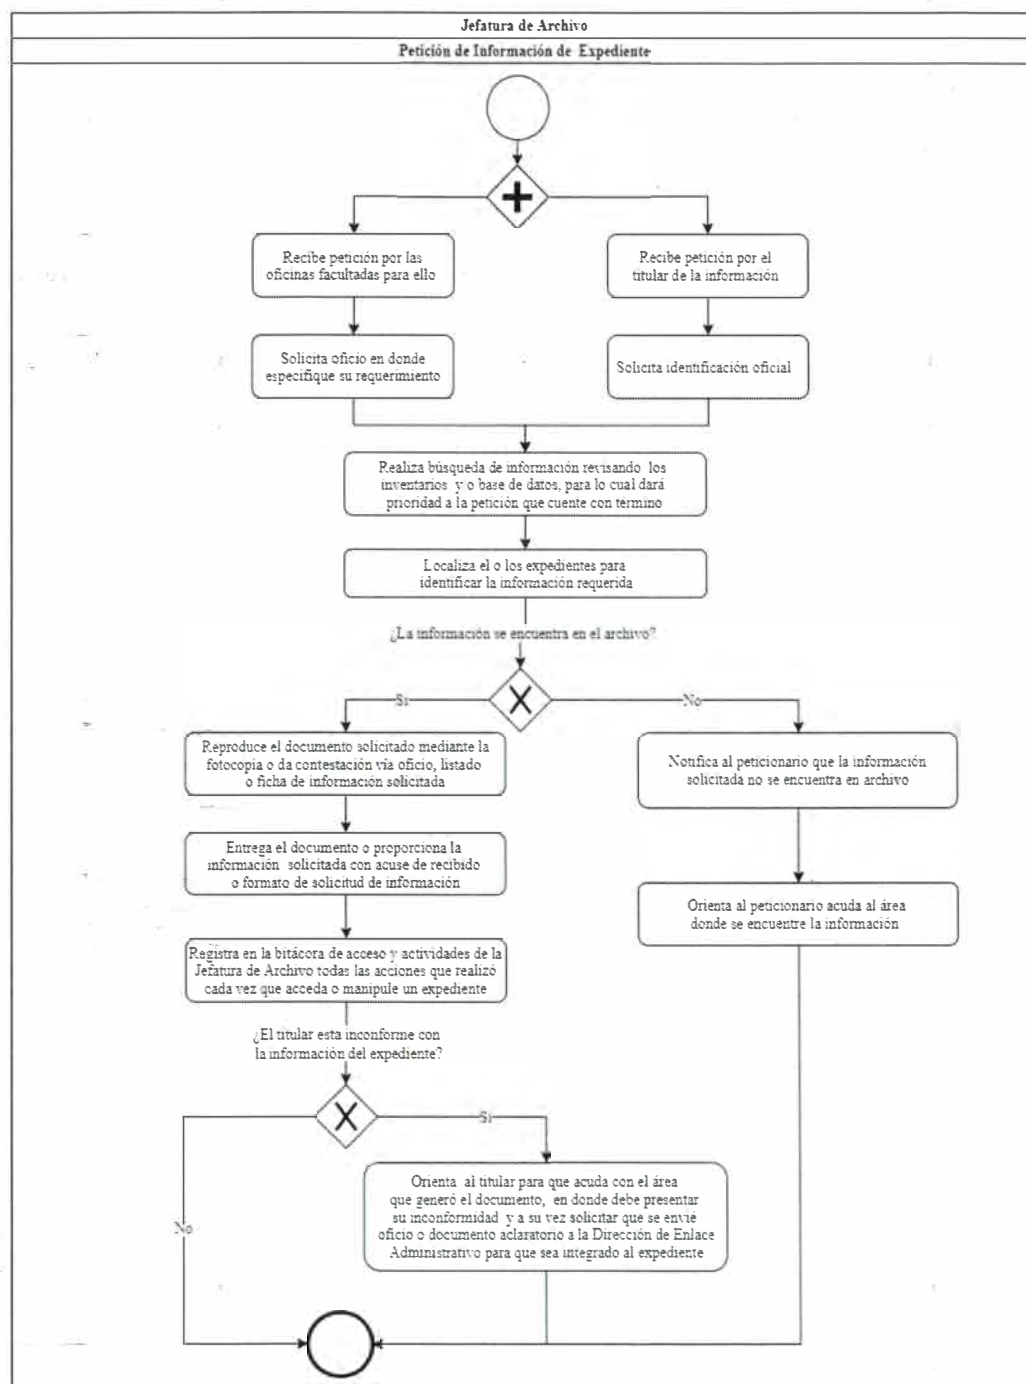 Jefatura de Archivo
Petición de Información de Expediente
Recibe petición por las
oficinas facultadas para ello
Recibe petición por el
titular de la información
Solicita oficio en donde
especifique su requerimiento
Solicita identificación oficial
Realiza búsqueda de información revisando los
inventarios y o base de datos, para lo cual dará
prioridad a la petición que cuente con término
Localiza el o los expedientes para
identificar la información requerida
¿La información se encuentra en el archivo?
Si
No
Reproduce el documento solicitado mediante la
fotocopia o da contestación vía oficio, listado
o ficha de información solicitada
Notifica al peticionario que la información
solicitada no se encuentra en archivo
Entrega el documento o proporciona la
información solicitada con acuse de recibido
o formato de solicitud de información
Orienta al peticionario acuda al área
donde se encuentre la información
Registra en la bitácora de acceso y actividades de la
Jefatura de Archivo todas las acciones que realizó
cada vez que acceda o manipule un expediente
¿El titular esta inconforme con
la información del expediente?
Si
Orienta al titular para que acuda con el área
que generó el documento, en donde debe presentar
su inconformidad y a su vez solicitar que se envié
oficio o documento aclaratorio a la Dirección de Enlace
Administrativo para que sea integrado al expediente
No